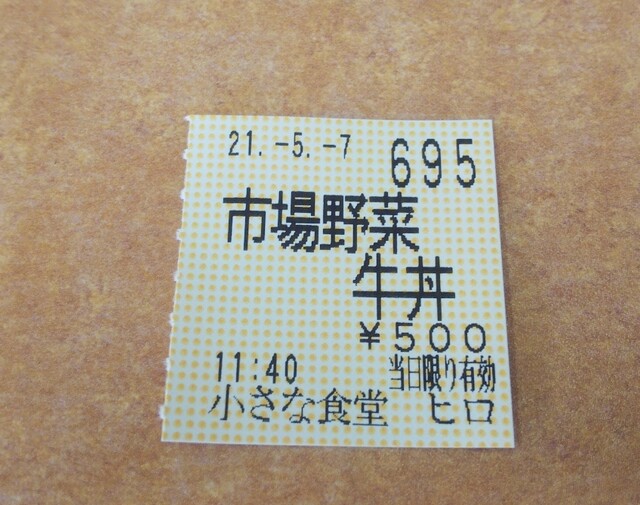 21.-5.-7 695
市場野菜
牛丼
¥500
11:40 当日限り有効
小さな食堂 ヒロ